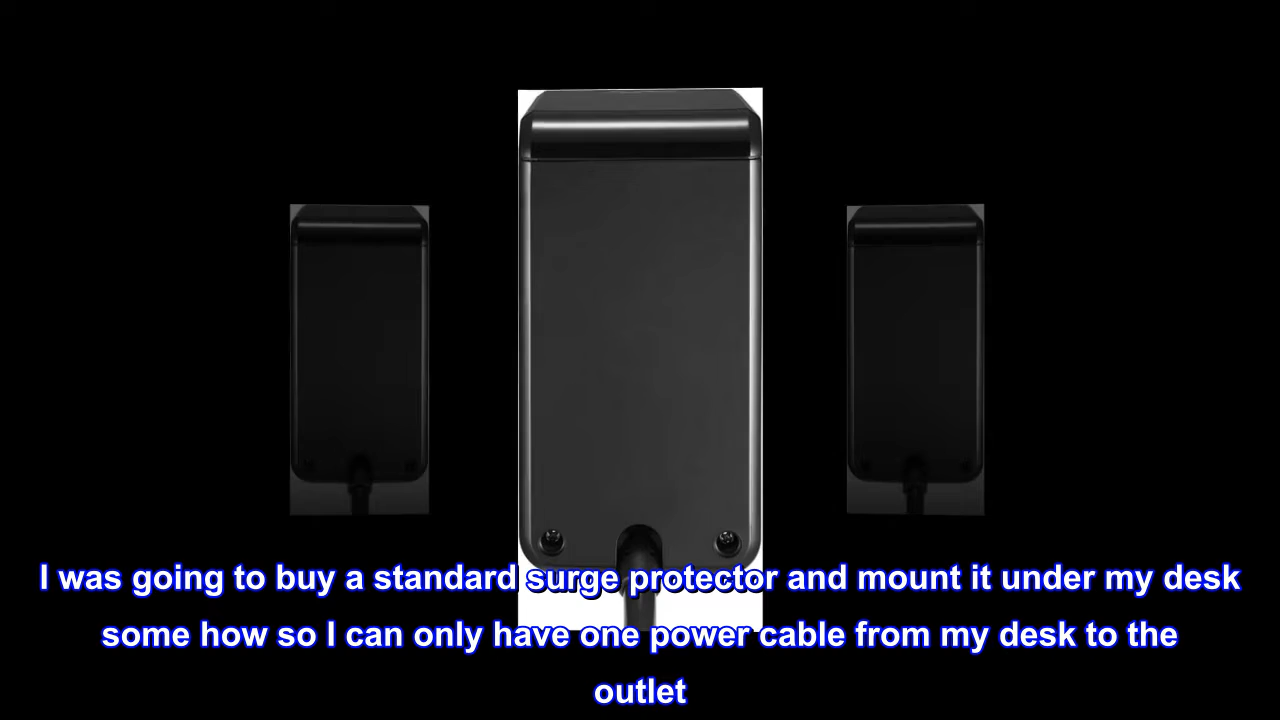 I was going to buy a standard surge protector and mount it under my desk
some how so I can only have one power cable from my desk to the
outlet